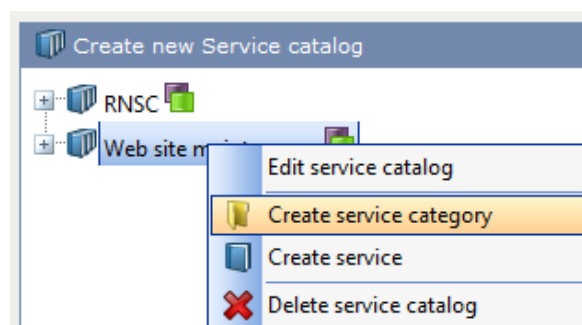 Create new Service catalog
RNSC
Web site
Edit service catalog
Create service category
Create service
Delete service catalog